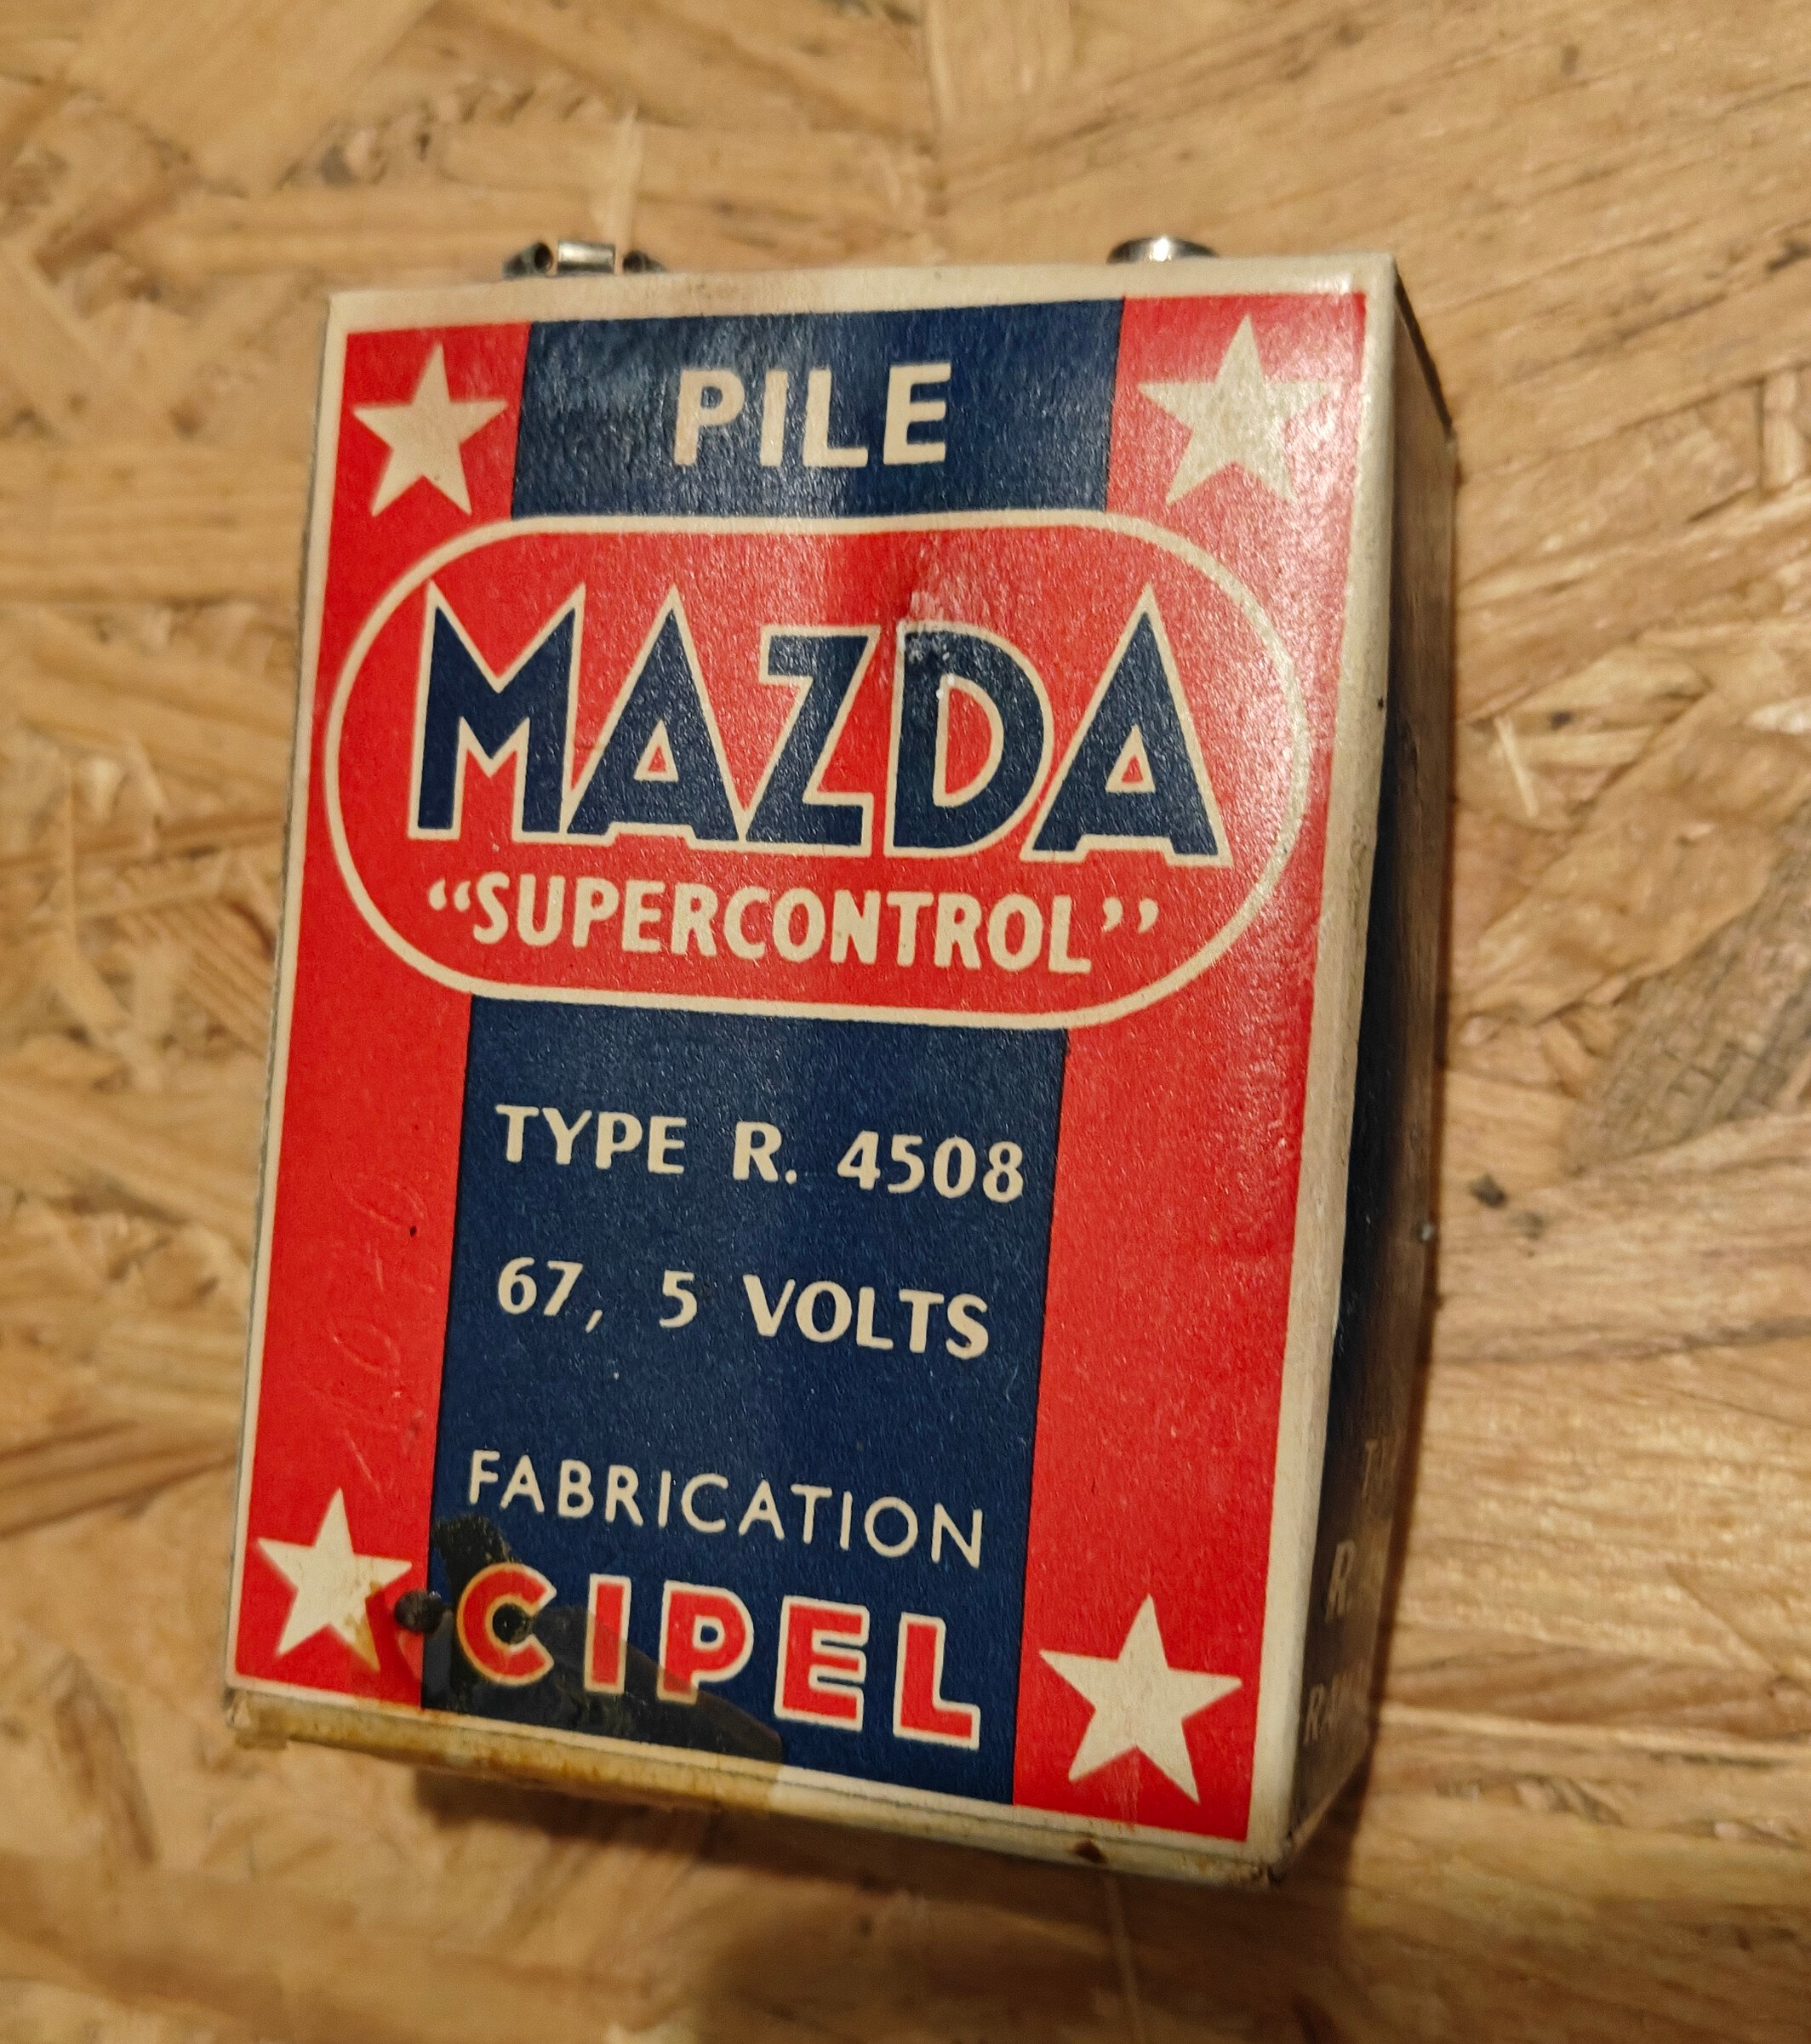 PILE
MAZDA
“SUPERCONTROL”
TYPE R. 4508
67, 5 VOLTS
FABRICATION
CIPEL